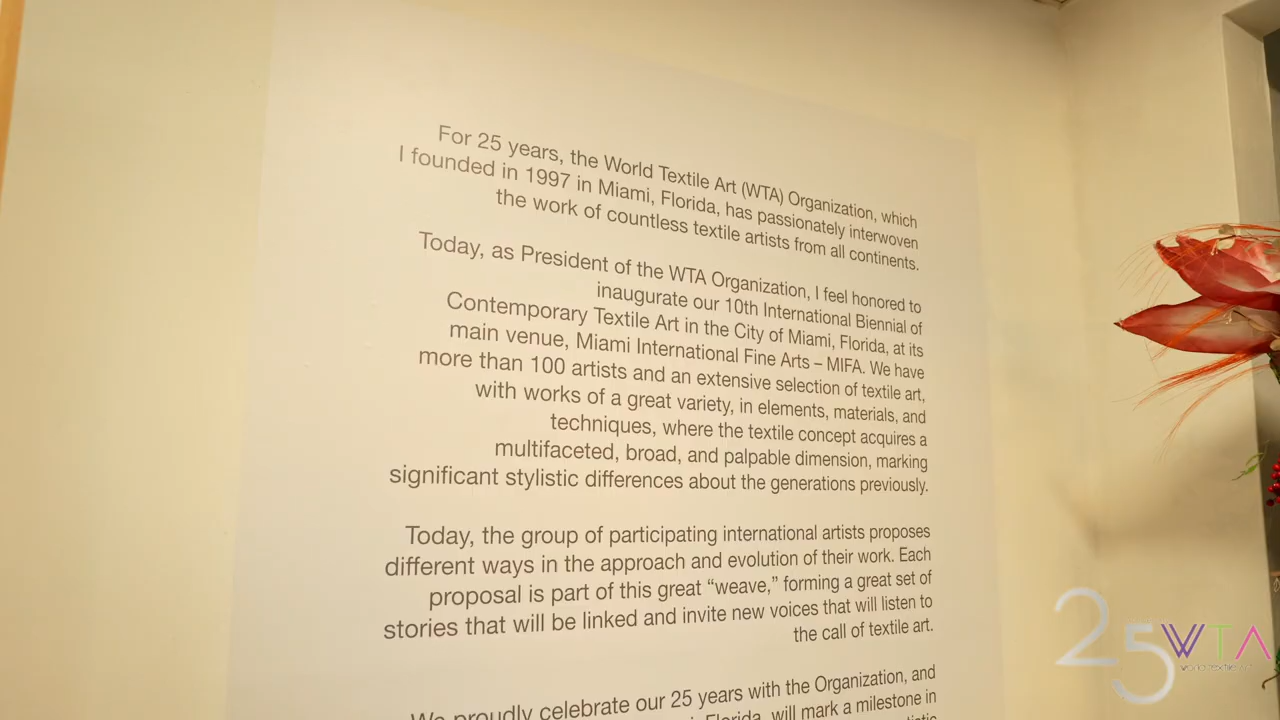 For 25 years, the World Textile Art (WTA) Organization, which
I founded in 1997 in Miami, Florida, has passionately interwoven
the work of countless textile artists from all continents.
Today, as President of the WTA Organization, I feel honored to
inaugurate our 10th International Biennial of
Contemporary Textile Art in the City of Miami, Florida, at its
main venue, Miami International Fine Arts – MIFA. We have
more than 100 artists and an extensive selection of textile art,
with works of a great variety, in elements, materials, and
techniques, where the textile concept acquires a
multifaceted, broad, and palpable dimension, marking
significant stylistic differences about the generations previously.
Today, the group of participating international artists proposes
different ways in the approach and evolution of their work. Each
proposal is part of this great “weave,” forming a great set of
stories that will be linked and invite new voices that will listen to
the call of textile art.
We proudly celebrate our 25 years with the Organization, and
Florida, will mark a milestone in
25 WTA
world textile art